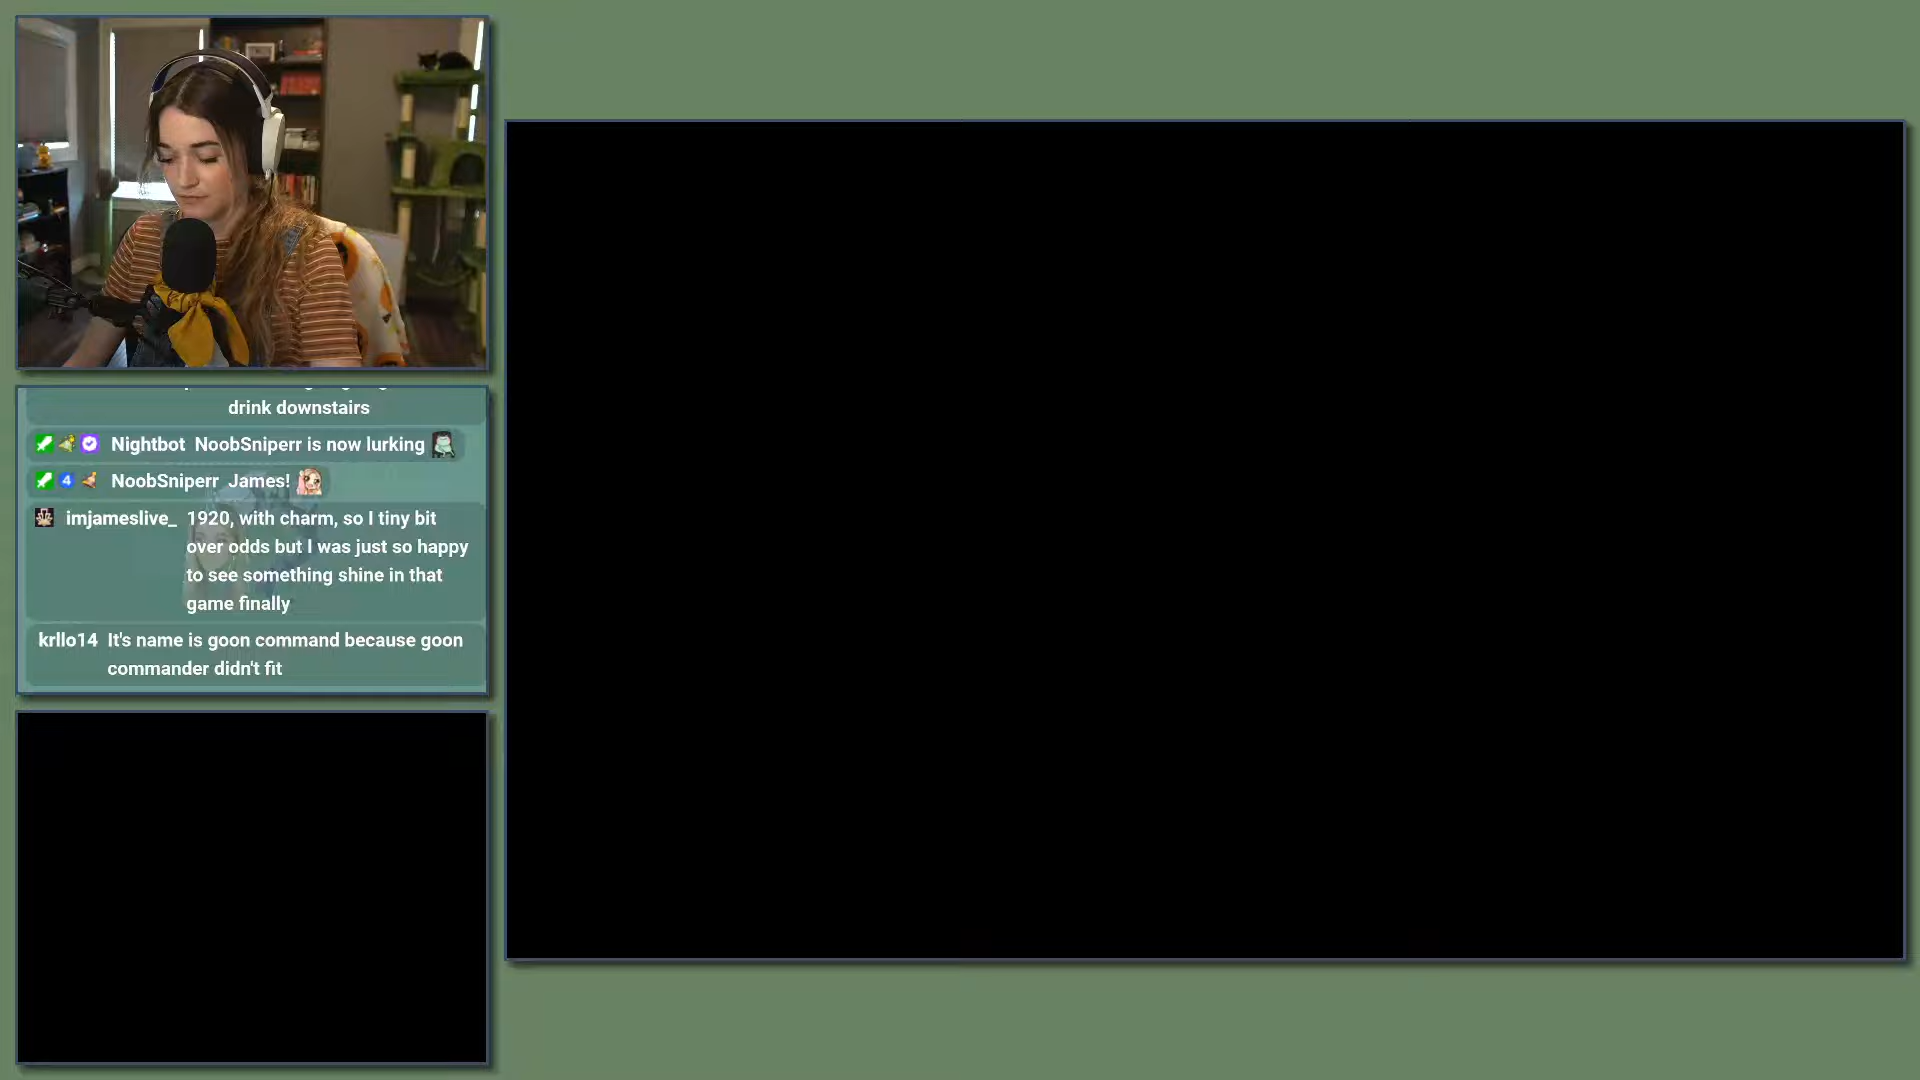 drink downstairs
4
Nightbot NoobSniperr is now lurking
NoobSniperr James!
imjameslive_ 1920, with charm, so I tiny bit
over odds but I was just so happy
to see something shine in that
game finally
krllo14 It's name is goon command because goon
commander didn't fit